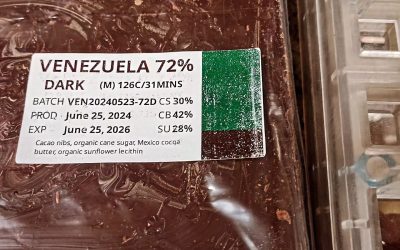 VENEZUELA 72%
DARK (M) 126C/31MINS
BATCH VEN20240523-72D CS 30%
PROD - June 25, 2024 CB 42%
EXP - June 25, 2026 SU 28%
Cacao nibs, organic cane sugar, Mexico cocoa
butter, organic sunflower lecithin